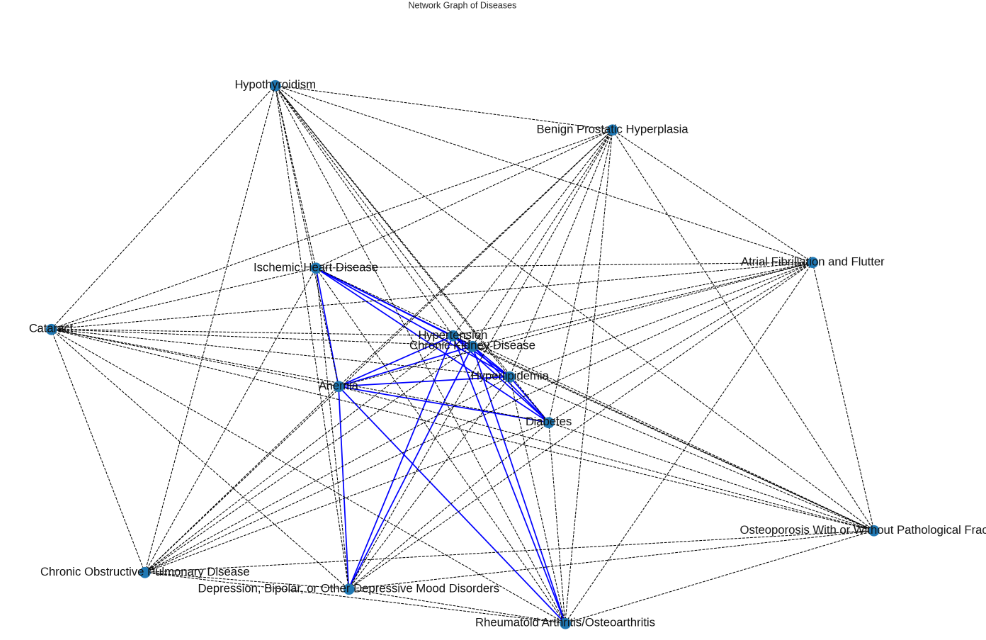 Network Graph of Diseases
Hypothyroidism
Benign Prostatic Hyperplasia
Atrial Fibrillation and Flutter
Ischemic Heart Disease
Cataract
Hypertension
Chronic Kidney Disease
Hyperlipidemia
Anemia
Diabetes
Osteoporosis With or Without Pathological Frac
Chronic Obstructive Pulmonary Disease
Depression, Bipolar, or Other Depressive Mood Disorders
Rheumatoid Arthritis/Osteoarthritis